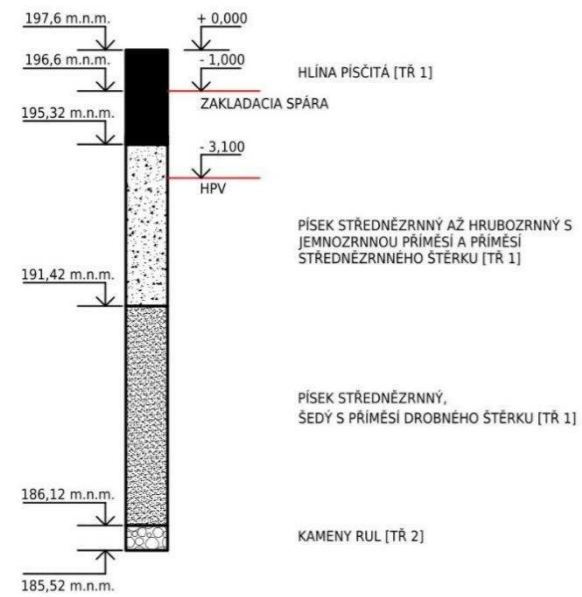 197,6 m.n.m.
+ 0,000
196,6 m.n.m.
- 1,000
HLÍNA PÍSČITÁ [TŘ 1]
ZAKLADACIA SPÁRA
195,32 m.n.m.
- 3,100
HPV
PÍSEK STŘEDNĚZRNNÝ AŽ HRUBOZRNNÝ S
JEMNOZRNNOU PŘÍMĚSÍ A PŘÍMĚSÍ
STŘEDNĚZRNNÉHO ŠTĚRKU [TŘ 1]
191,42 m.n.m.
PÍSEK STŘEDNĚZRNNÝ,
ŠEDÝ S PŘÍMĚSÍ DROBNÉHO ŠTĚRKU [TŘ 1]
186,12 m.n.m.
KAMENY RUL [TŘ 2]
185,52 m.n.m.